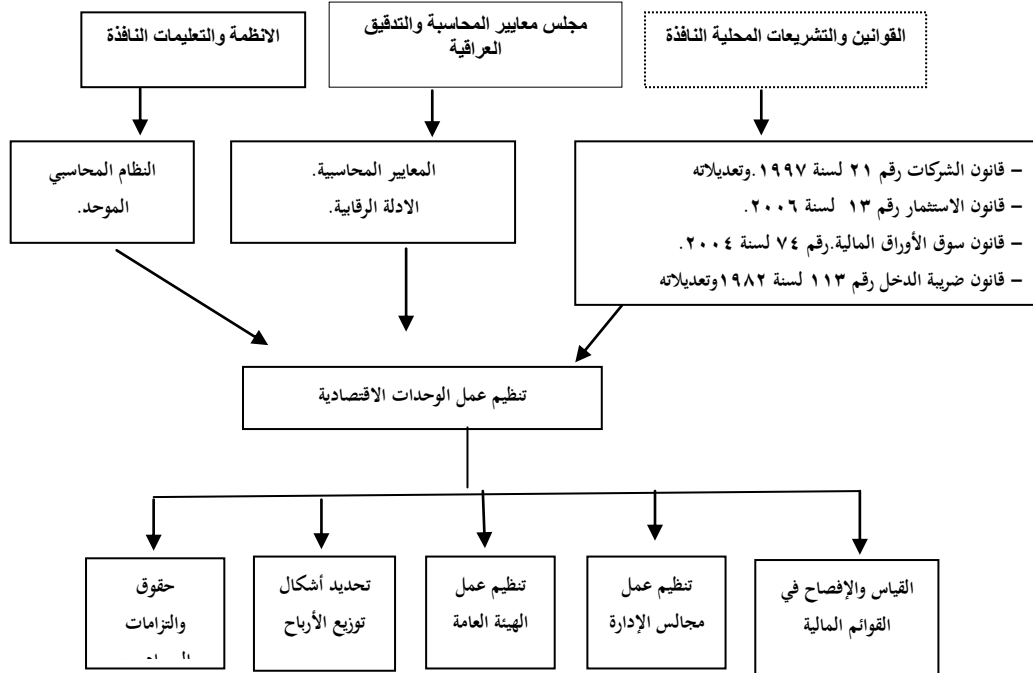 القوانين والتشريعات المحلية النافذة
مجلس معايير المحاسبة والتدقيق
العراقية
الانظمة والتعليمات النافذة
– قانون الشركات رقم ٢١ لسنة ١٩٩٧.وتعديلاته
– قانون الاستثمار رقم ١٣ لسنة ٢٠٠٦.
– قانون سوق الأوراق المالية.رقم ٧٤ لسنة ٢٠٠٤.
– قانون ضريبة الدخل رقم ١١٣ لسنة ١٩٨٢وتعديلاته
المعايير المحاسبية.
الادلة الرقابية.
النظام المحاسبي
الموحد.
تنظيم عمل الوحدات الاقتصادية
القياس والإفصاح في
القوائم المالية
تنظيم عمل
مجالس الإدارة
تنظيم عمل
الهيئة العامة
تحديد أشكال
توزيع الأرباح
حقوق
والتزامات